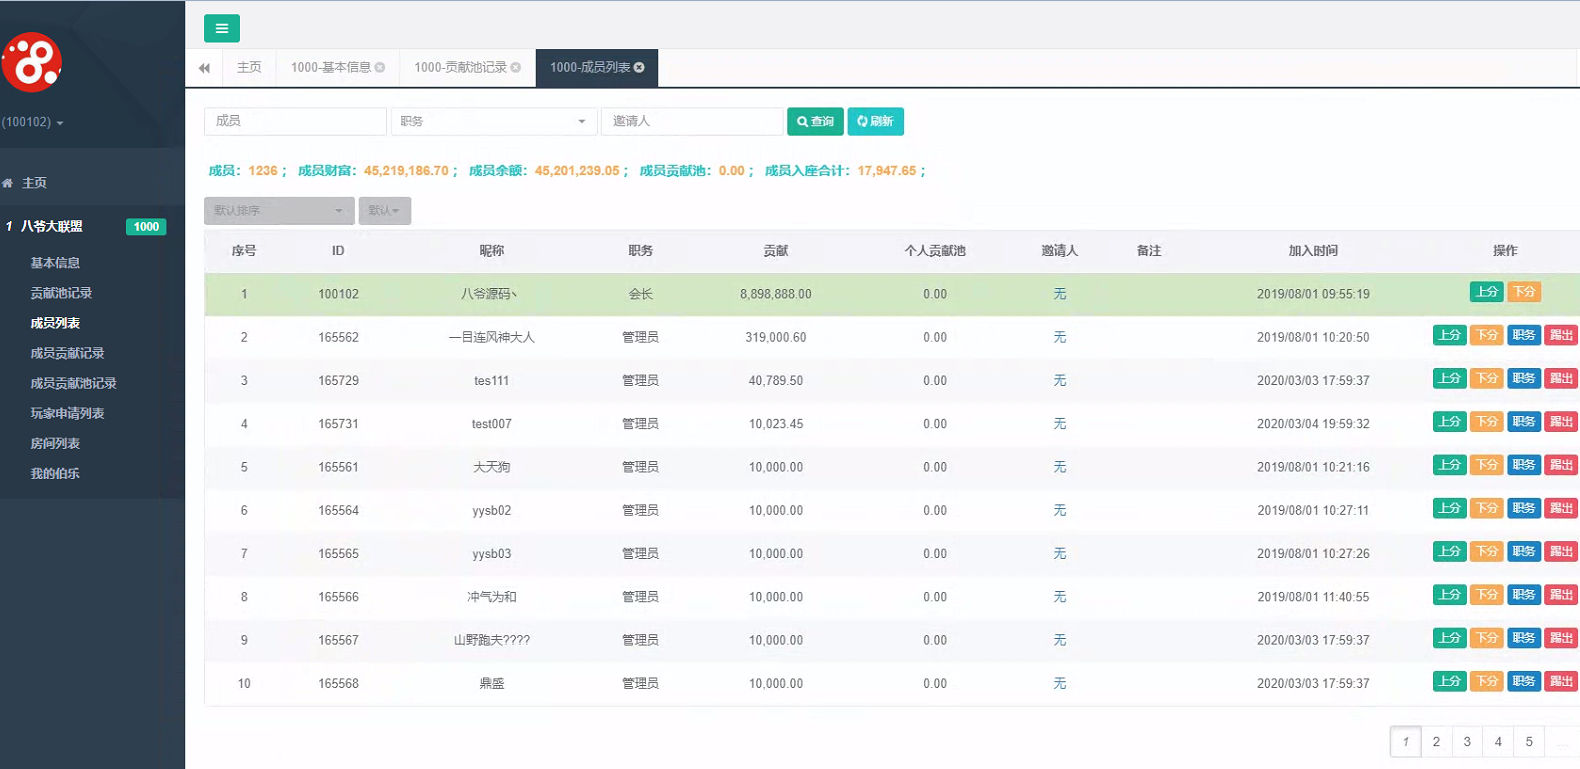 主页
1000-基本信息
1000-贡献池记录
1000-成员列表
(100102)
成员
职务
邀请人
查询
刷新
成员：1236； 成员财富：45,219,186.70； 成员余额：45,201,239.05； 成员贡献池：0.00； 成员入座合计：17,947.65；
主页
1 八爷大联盟 1000
基本信息
贡献池记录
成员列表
成员贡献记录
成员贡献池记录
玩家申请列表
房间列表
我的伯乐
默认排序 默认
序号 ID 昵称 职务 贡献 个人贡献池 邀请人 备注 加入时间 操作
1 100102 八爷源码丶 会长 8,898,888.00 0.00 无 2019/08/01 09:55:19 上分 下分
2 165562 一目连风神大人 管理员 319,000.60 0.00 无 2019/08/01 10:20:50 上分 下分 职务 踢出
3 165729 tes111 管理员 40,789.50 0.00 无 2020/03/03 17:59:37 上分 下分 职务 踢出
4 165731 test007 管理员 10,023.45 0.00 无 2020/03/04 19:59:32 上分 下分 职务 踢出
5 165561 大天狗 管理员 10,000.00 0.00 无 2019/08/01 10:21:16 上分 下分 职务 踢出
6 165564 yysb02 管理员 10,000.00 0.00 无 2019/08/01 10:27:11 上分 下分 职务 踢出
7 165565 yysb03 管理员 10,000.00 0.00 无 2019/08/01 10:27:26 上分 下分 职务 踢出
8 165566 冲气为和 管理员 10,000.00 0.00 无 2019/08/01 11:40:55 上分 下分 职务 踢出
9 165567 山野跑夫???? 管理员 10,000.00 0.00 无 2020/03/03 17:59:37 上分 下分 职务 踢出
10 165568 鼎盛 管理员 10,000.00 0.00 无 2020/03/03 17:59:37 上分 下分 职务 踢出
1 2 3 4 5 ...